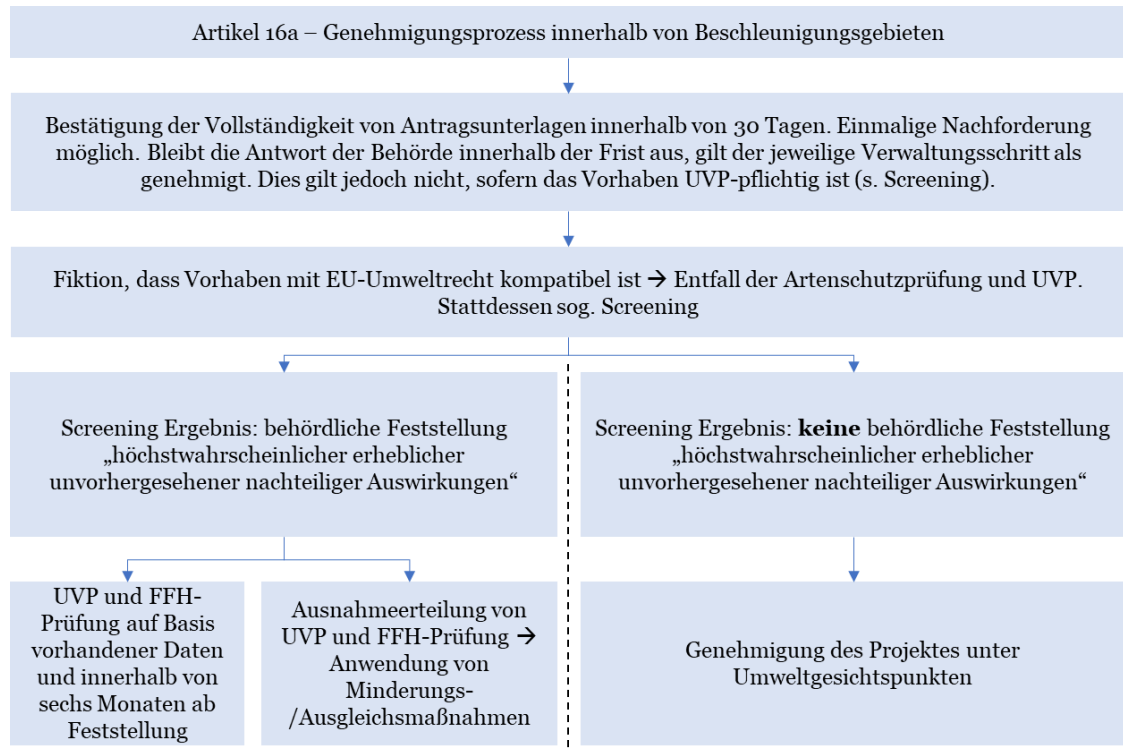 Artikel 16a – Genehmigungsprozess innerhalb von Beschleunigungsgebieten
Bestätigung der Vollständigkeit von Antragsunterlagen innerhalb von 30 Tagen. Einmalige Nachforderung
möglich. Bleibt die Antwort der Behörde innerhalb der Frist aus, gilt der jeweilige Verwaltungsschritt als
genehmigt. Dies gilt jedoch nicht, sofern das Vorhaben UVP-pflichtig ist (s. Screening).
Fiktion, dass Vorhaben mit EU-Umweltrecht kompatibel ist → Entfall der Artenschutzprüfung und UVP.
Stattdessen sog. Screening
Screening Ergebnis: behördliche Feststellung
„höchstwahrscheinlicher erheblicher
unvorhergesehener nachteiliger Auswirkungen“
Screening Ergebnis: keine behördliche Feststellung
„höchstwahrscheinlicher erheblicher
unvorhergesehener nachteiliger Auswirkungen“
UVP und FFH-
Prüfung auf Basis
vorhandener Daten
und innerhalb von
sechs Monaten ab
Feststellung
Ausnahmeerteilung von
UVP und FFH-Prüfung →
Anwendung von
Minderungs-
/Ausgleichsmaßnahmen
Genehmigung des Projektes unter
Umweltgesichtspunkten